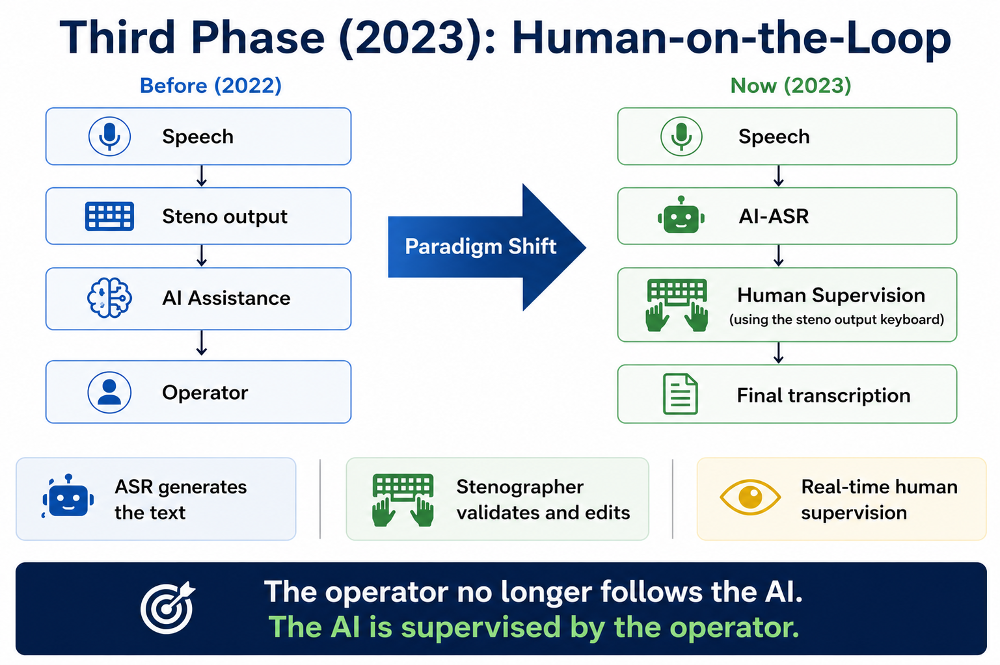 Third Phase (2023): Human-on-the-Loop
Before (2022)
Speech
Steno output
AI Assistance
Operator
Paradigm Shift
Now (2023)
Speech
AI-ASR
Human Supervision
(using the steno output keyboard)
Final transcription
ASR generates
the text
Stenographer
validates and edits
Real-time human
supervision
The operator no longer follows the AI.
The AI is supervised by the operator.